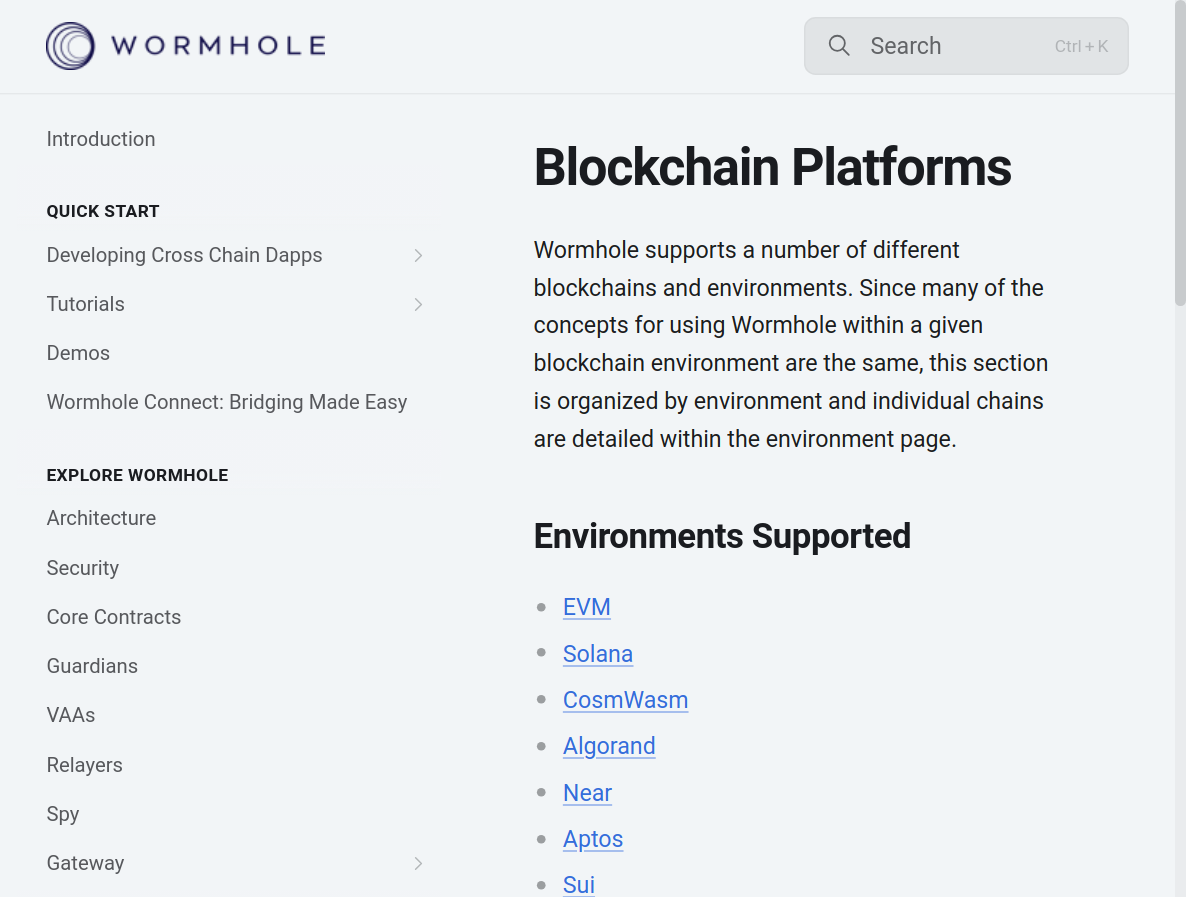 WORMHOLE
Search
Ctrl + K
Introduction
QUICK START
Developing Cross Chain Dapps
Tutorials
Demos
Wormhole Connect: Bridging Made Easy
EXPLORE WORMHOLE
Architecture
Security
Core Contracts
Guardians
VAAs
Relayers
Spy
Gateway
Blockchain Platforms
Wormhole supports a number of different
blockchains and environments. Since many of the
concepts for using Wormhole within a given
blockchain environment are the same, this section
is organized by environment and individual chains
are detailed within the environment page.
Environments Supported
EVM
Solana
CosmWasm
Algorand
Near
Aptos
Sui